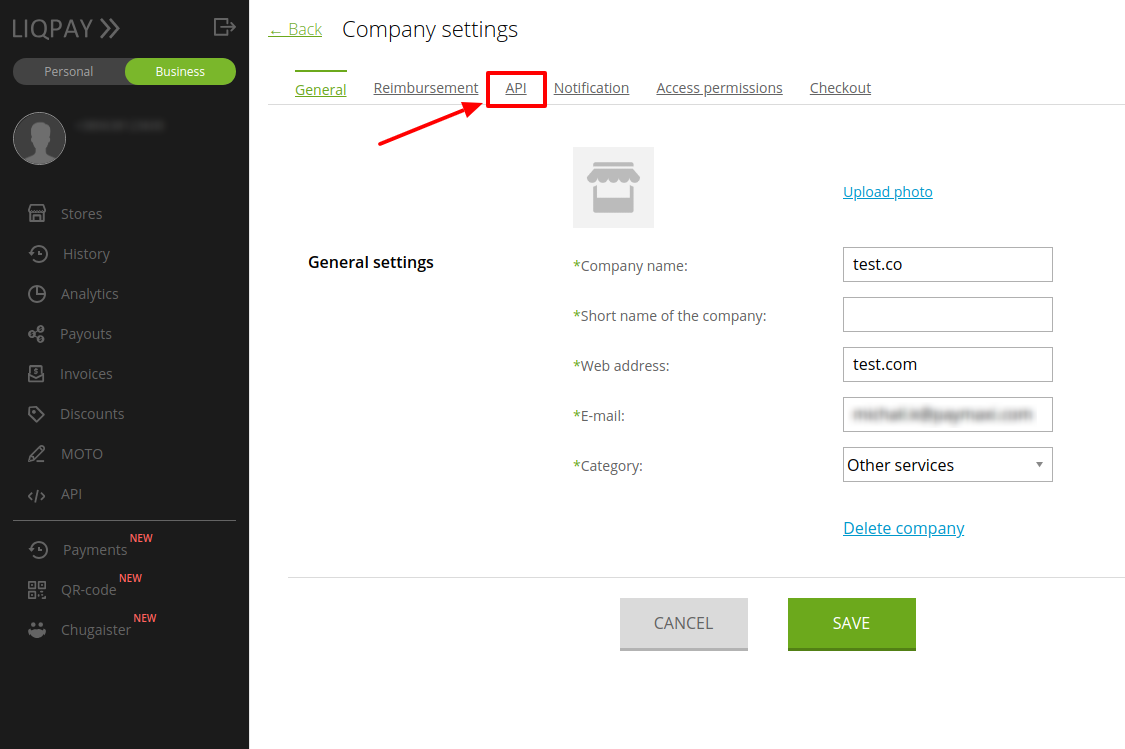 LIQPAY
Personal
Business
Stores
History
Analytics
Payouts
Invoices
Discounts
MOTO
API
Payments NEW
QR-code NEW
Chugaister NEW
← Back
Company settings
General Reimbursement API Notification Access permissions Checkout
Upload photo
General settings
*Company name: test.co
*Short name of the company:
*Web address: test.com
*E-mail:
*Category: Other services
Delete company
CANCEL SAVE